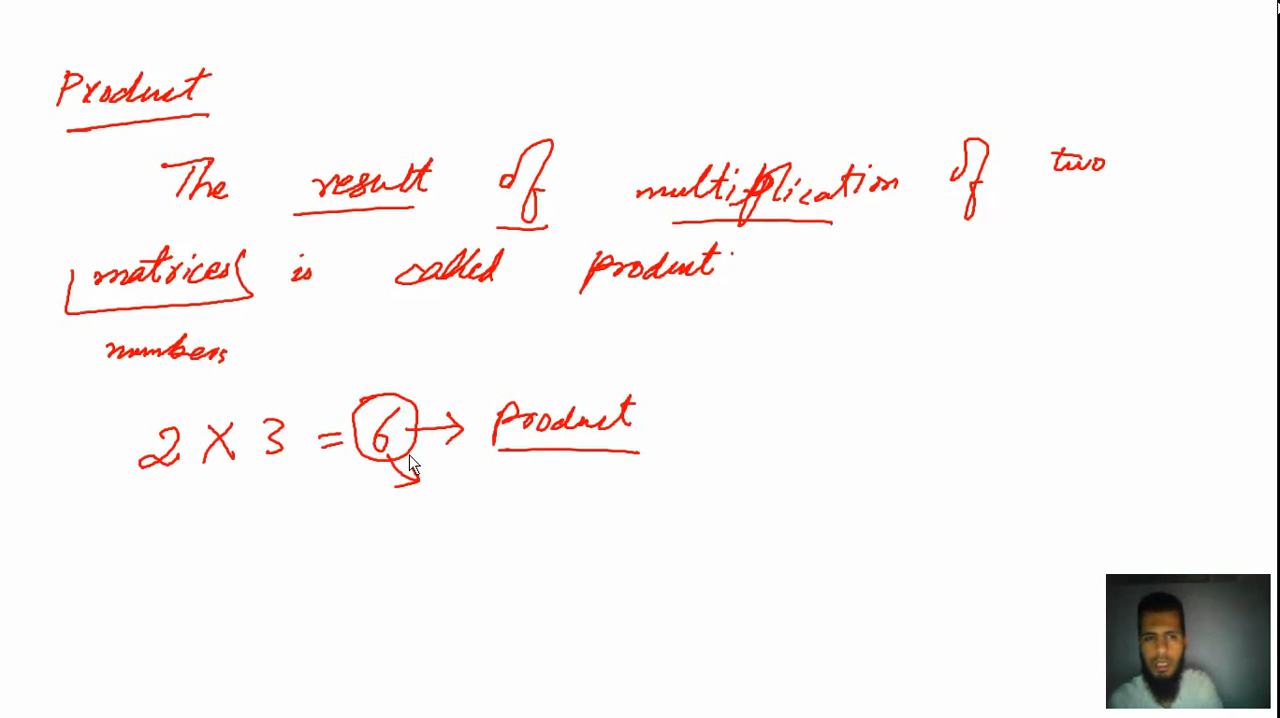 Product
The result of multiplication of two
matrices is called product.
numbers
2 × 3 = 6 → Product